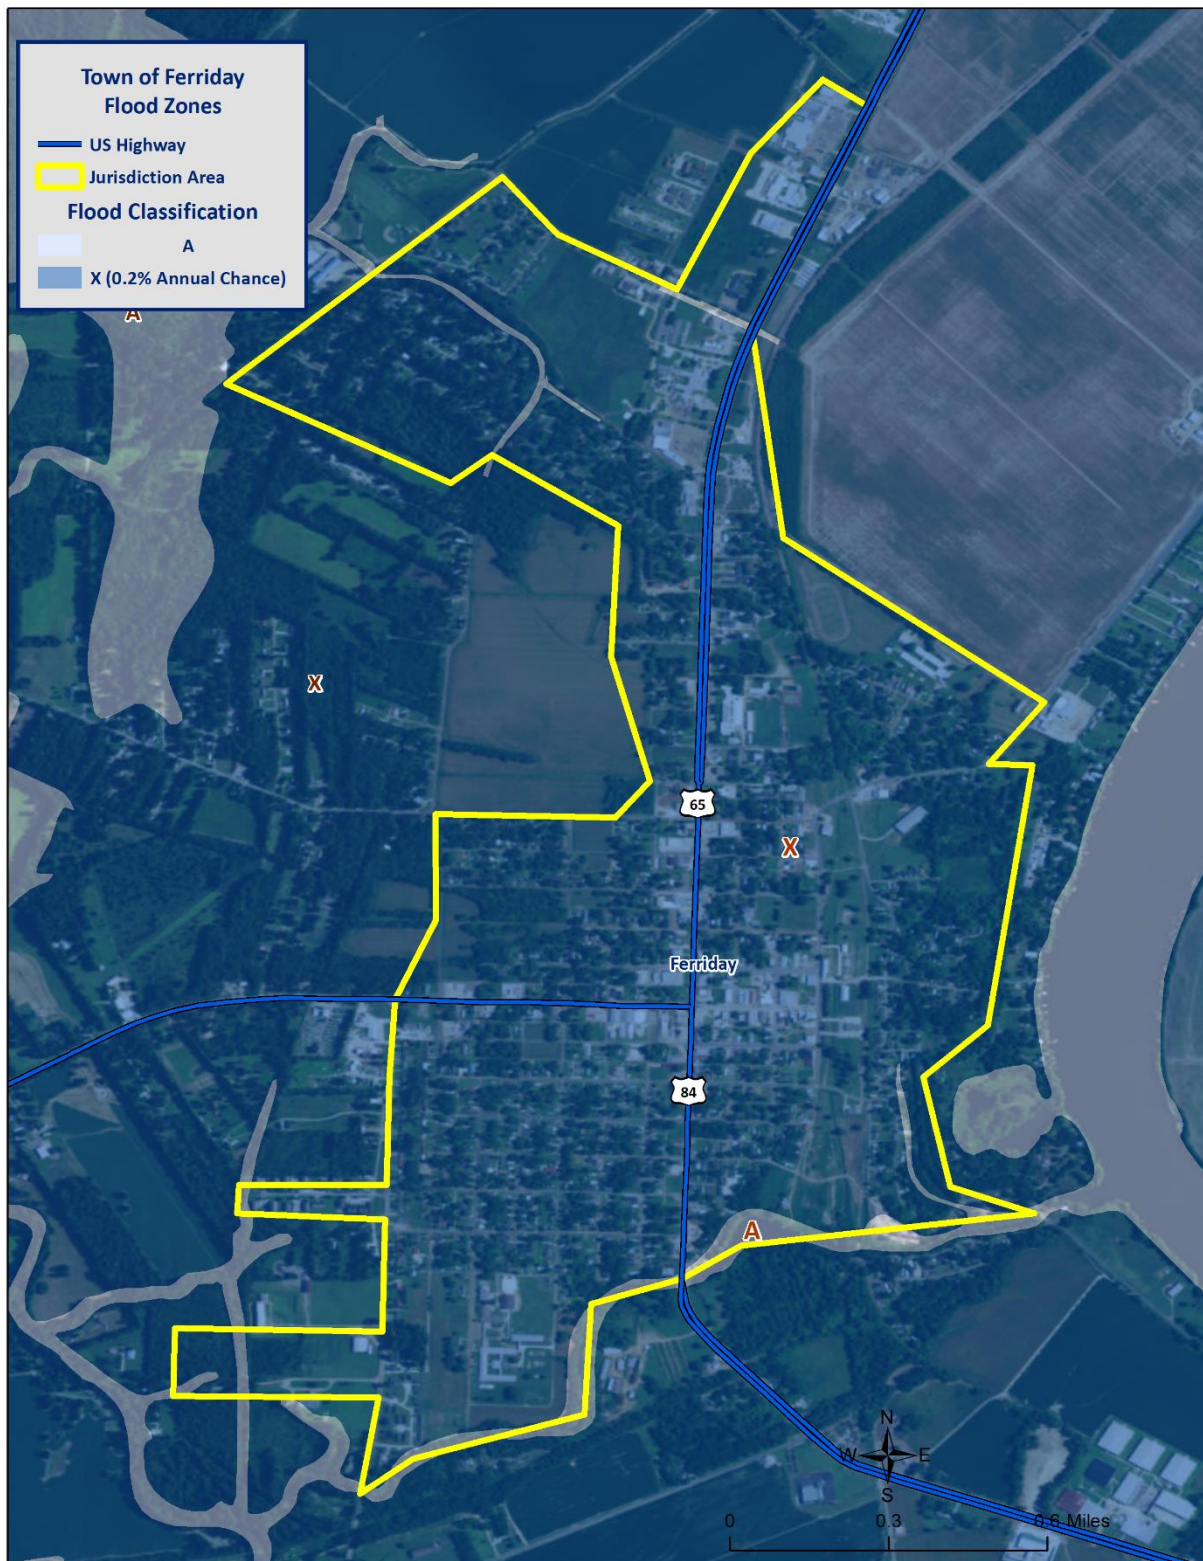 Town of Ferriday
Flood Zones
US Highway
Jurisdiction Area
Flood Classification
A
X (0.2% Annual Chance)
A
X
65
X
Ferriday
84
A
N
W E
S
0 0.3 0.6 Miles